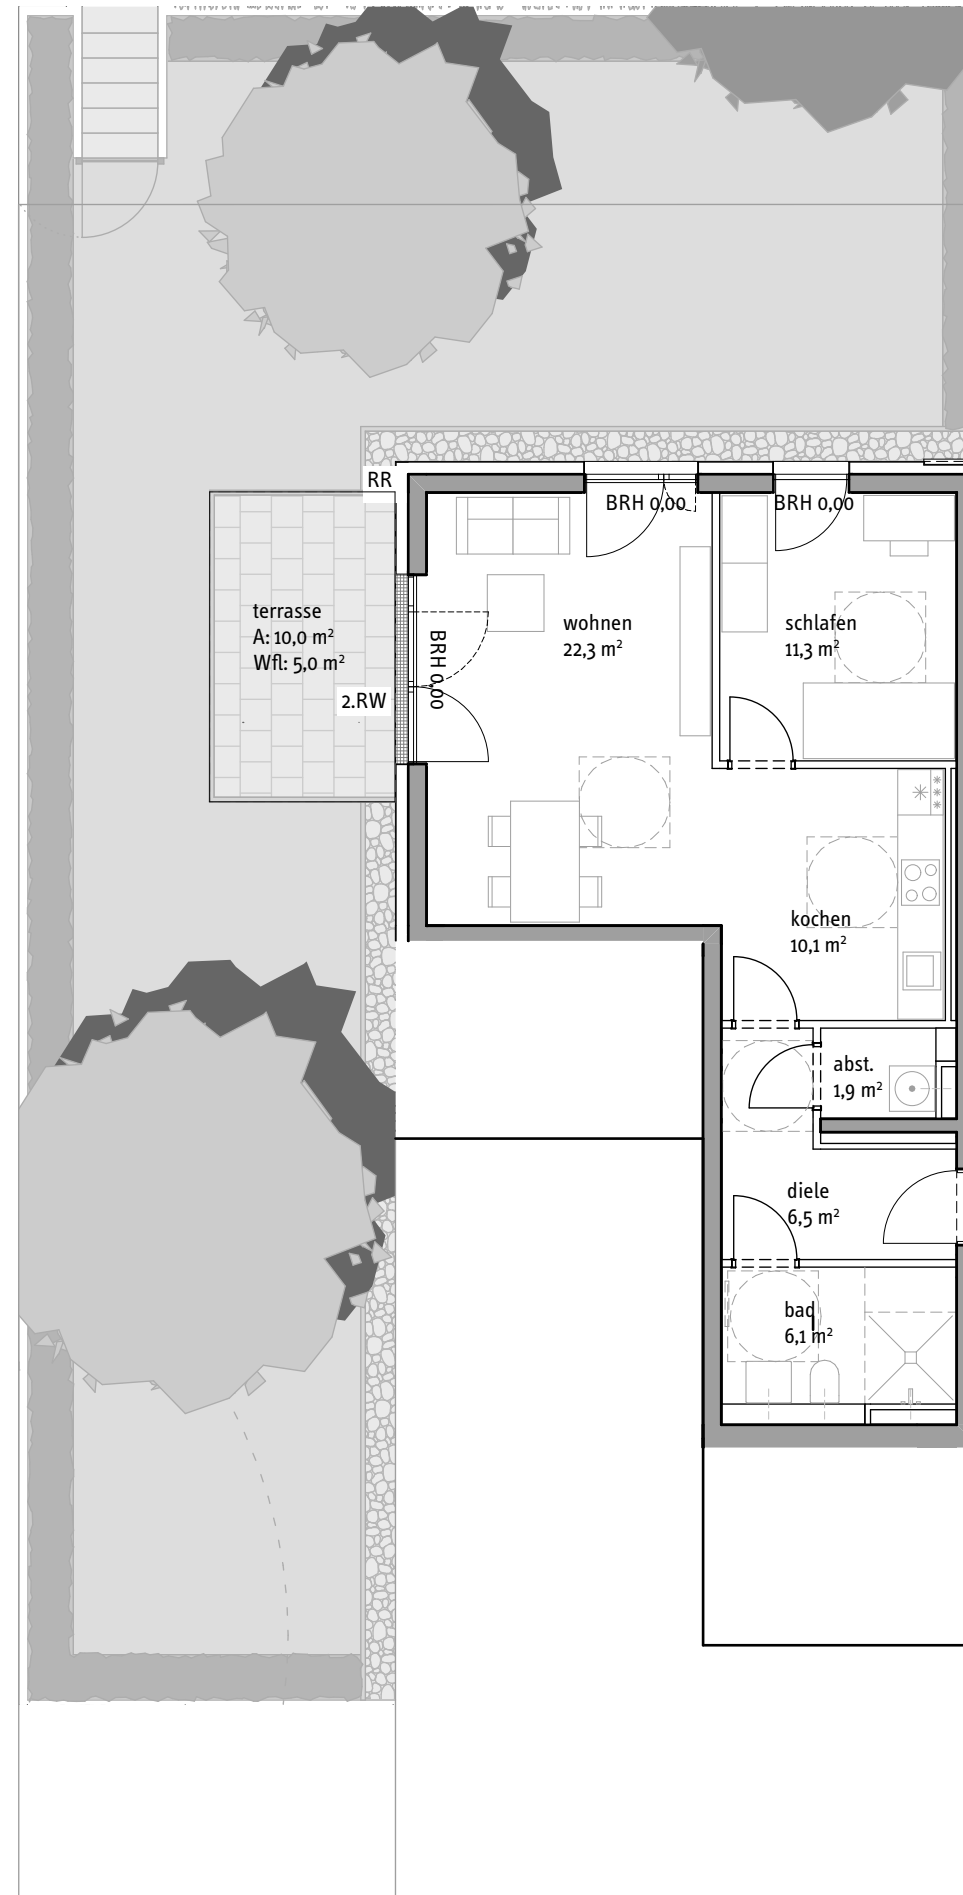 RR
BRH 0,00
BRH 0,00
terrasse
A: 10,0 m²
Wfl: 5,0 m²
2.RW
BRH 0,00
wohnen
22,3 m²
schlafen
11,3 m²
kochen
10,1 m²
abst.
1,9 m²
diele
6,5 m²
bad
6,1 m²